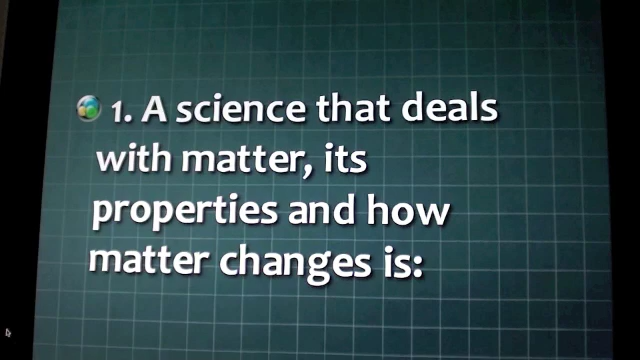 1. A science that deals
with matter, its
properties and how
matter changes is: